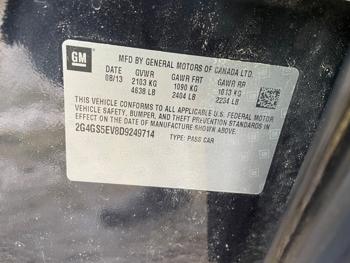 GM
MFD BY GENERAL MOTORS OF CANADA LTD.
DATE GVWR GAWR FRT GAWR RR
08/13 2103 KG 1090 KG 1013 KG
4638 LB 2404 LB 2234 LB
THIS VEHICLE CONFORMS TO ALL APPLICABLE U.S. FEDERAL MOTOR
VEHICLE SAFETY, BUMPER, AND THEFT PREVENTION STANDARDS IN
EFFECT ON THE DATE OF MANUFACTURE SHOWN ABOVE.
2G4GS5EV8D9249714 TYPE: PASS CAR